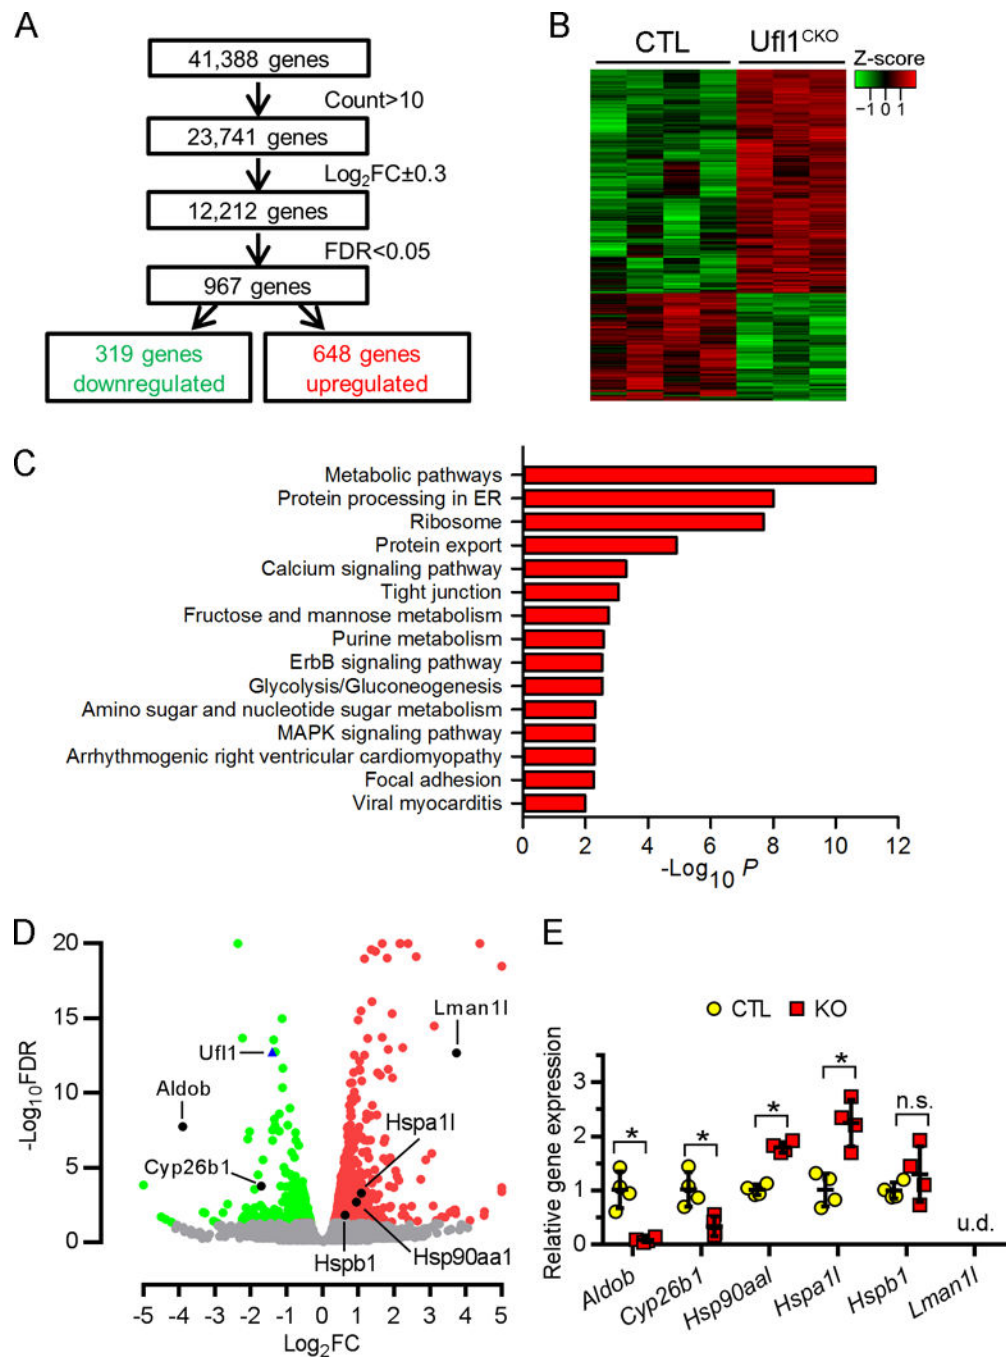 A
41,388 genes
Count>10
23,741 genes
Log₂FC±0.3
12,212 genes
FDR<0.05
967 genes
319 genes
downregulated
648 genes
upregulated
B
CTL Ufl1ᶜᴷᴼ
Z-score
−1 0 1
C
Metabolic pathways
Protein processing in ER
Ribosome
Protein export
Calcium signaling pathway
Tight junction
Fructose and mannose metabolism
Purine metabolism
ErbB signaling pathway
Glycolysis/Gluconeogenesis
Amino sugar and nucleotide sugar metabolism
MAPK signaling pathway
Arrhythmogenic right ventricular cardiomyopathy
Focal adhesion
Viral myocarditis
0 2 4 6 8 10 12
-Log₁₀ P
D
-Log₁₀FDR
20
15
10
5
0
Lman1l
Ufl1
Aldob
Hspa1l
Cyp26b1
Hspb1
Hsp90aa1
-5 -4 -3 -2 -1 0 1 2 3 4 5
Log₂FC
E
CTL KO
Relative gene expression
3
2
1
0
* * * * n.s.
u.d.
Aldob
Cyp26b1
Hsp90aal
Hspa1l
Hspb1
Lman1l